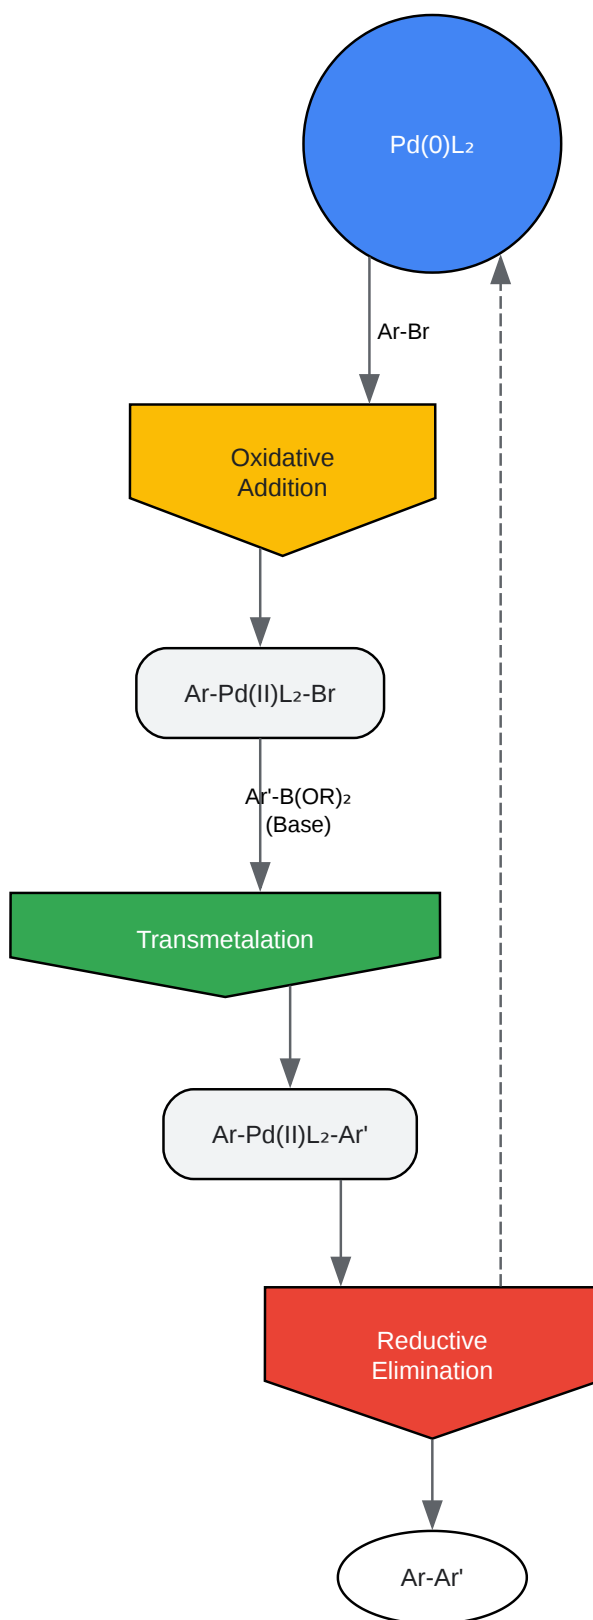 Pd(0)L₂
Ar-Br
Oxidative
Addition
Ar-Pd(II)L₂-Br
Ar'-B(OR)₂
(Base)
Transmetalation
Ar-Pd(II)L₂-Ar'
Reductive
Elimination
Ar-Ar'